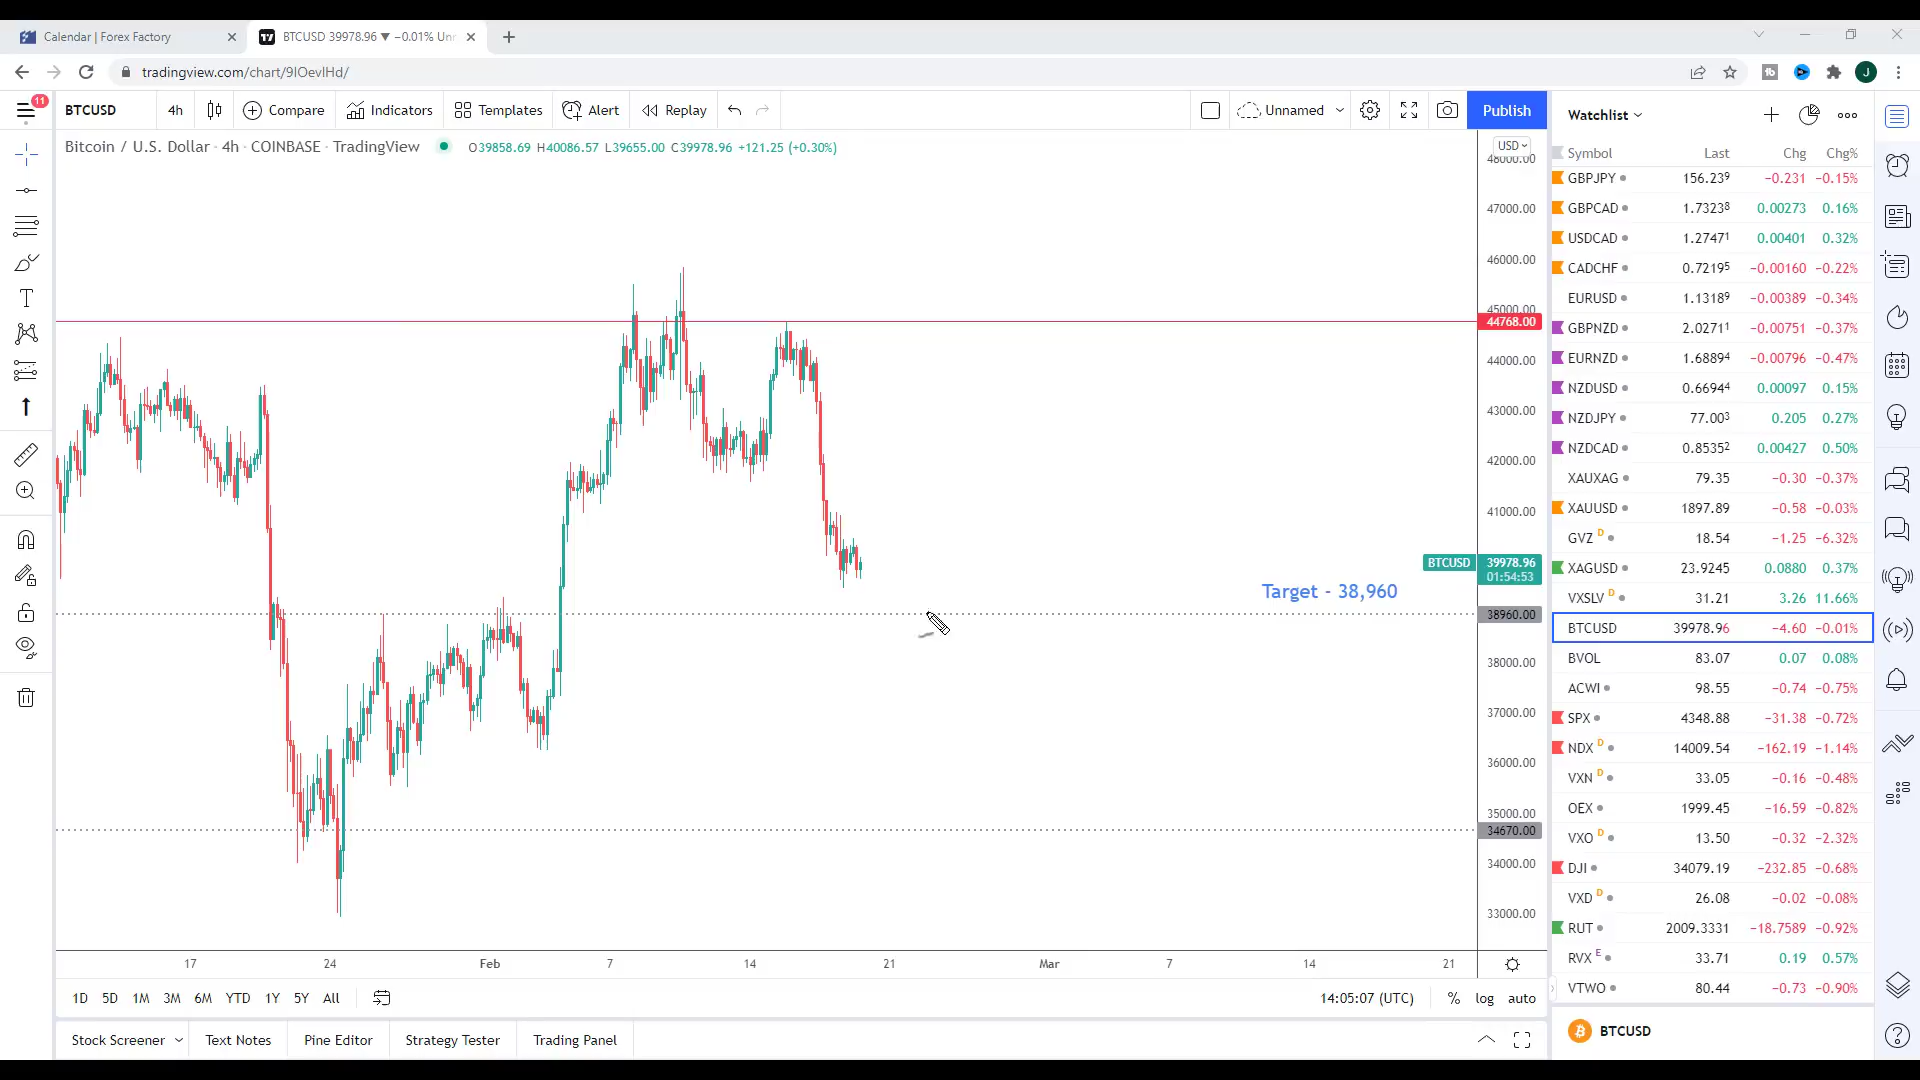 Calendar | Forex Factory
BTCUSD 39978.96 ▼ −0.01% Unn
tradingview.com/chart/9IOevIHd/
11
BTCUSD 4h Compare Indicators Templates Alert Replay Unnamed Publish
Bitcoin / U.S. Dollar · 4h · COINBASE · TradingView O39858.69 H40086.57 L39655.00 C39978.96 +121.25 (+0.30%)
USD
48000.00
47000.00
46000.00
45000.00
44768.00
44000.00
43000.00
42000.00
41000.00
BTCUSD 39978.96
01:54:53
Target - 38,960
38960.00
38000.00
37000.00
36000.00
35000.00
34670.00
34000.00
33000.00
17 24 Feb 7 14 21 Mar 7 14 21
1D 5D 1M 3M 6M YTD 1Y 5Y All 14:05:07 (UTC) % log auto
Stock Screener Text Notes Pine Editor Strategy Tester Trading Panel
Watchlist
Symbol Last Chg Chg%
GBPJPY 156.239 −0.231 −0.15%
GBPCAD 1.73238 0.00273 0.16%
USDCAD 1.27471 0.00401 0.32%
CADCHF 0.72195 −0.00160 −0.22%
EURUSD 1.13189 −0.00389 −0.34%
GBPNZD 2.02711 −0.00751 −0.37%
EURNZD 1.68894 −0.00796 −0.47%
NZDUSD 0.66944 0.00097 0.15%
NZDJPY 77.003 0.205 0.27%
NZDCAD 0.85352 0.00427 0.50%
XAUXAG 79.35 −0.30 −0.37%
XAUUSD 1897.89 −0.58 −0.03%
GVZ D 18.54 −1.25 −6.32%
XAGUSD 23.9245 0.0880 0.37%
VXSLV D 31.21 3.26 11.66%
BTCUSD 39978.96 −4.60 −0.01%
BVOL 83.07 0.07 0.08%
ACWI 98.55 −0.74 −0.75%
SPX 4348.88 −31.38 −0.72%
NDX D 14009.54 −162.19 −1.14%
VXN D 33.05 −0.16 −0.48%
OEX 1999.45 −16.59 −0.82%
VXO D 13.50 −0.32 −2.32%
DJI 34079.19 −232.85 −0.68%
VXD D 26.08 −0.02 −0.08%
RUT 2009.3331 −18.7589 −0.92%
RVX E 33.71 0.19 0.57%
VTWO 80.44 −0.73 −0.90%
BTCUSD
J